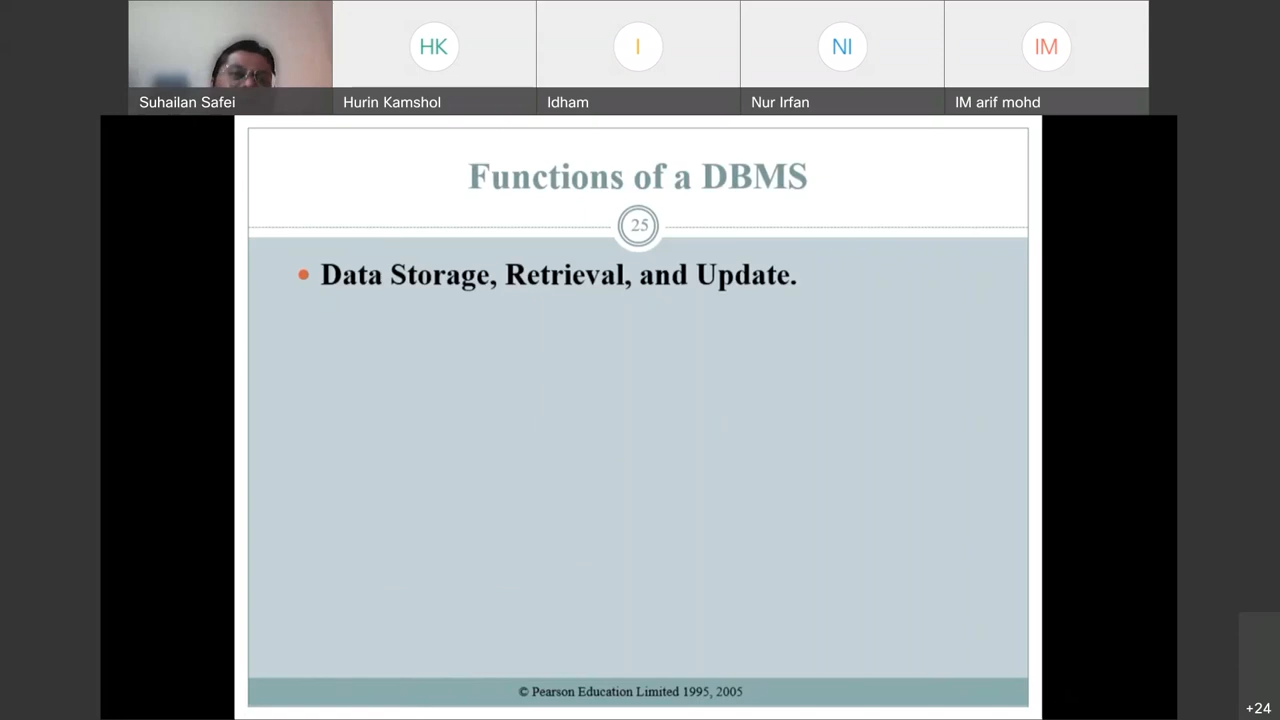 HK
I
NI
IM
Suhailan Safei
Hurin Kamshol
Idham
Nur Irfan
IM arif mohd
Functions of a DBMS
25
• Data Storage, Retrieval, and Update.
© Pearson Education Limited 1995, 2005
+24